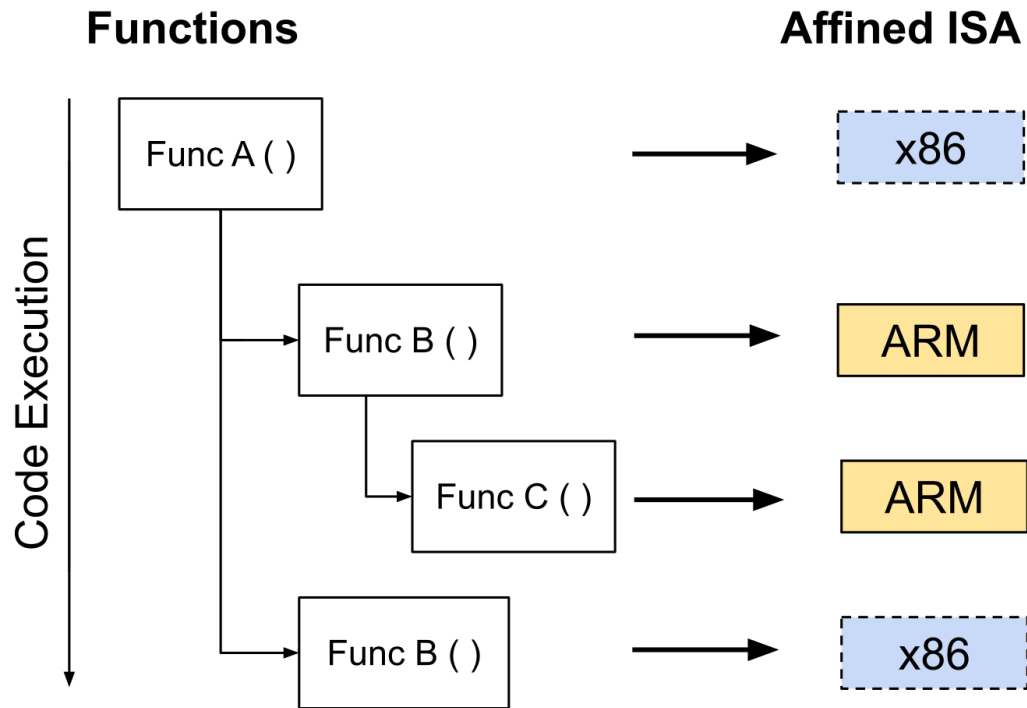 Functions
Affined ISA
Code Execution
Func A ( )
x86
Func B ( )
ARM
Func C ( )
ARM
Func B ( )
x86